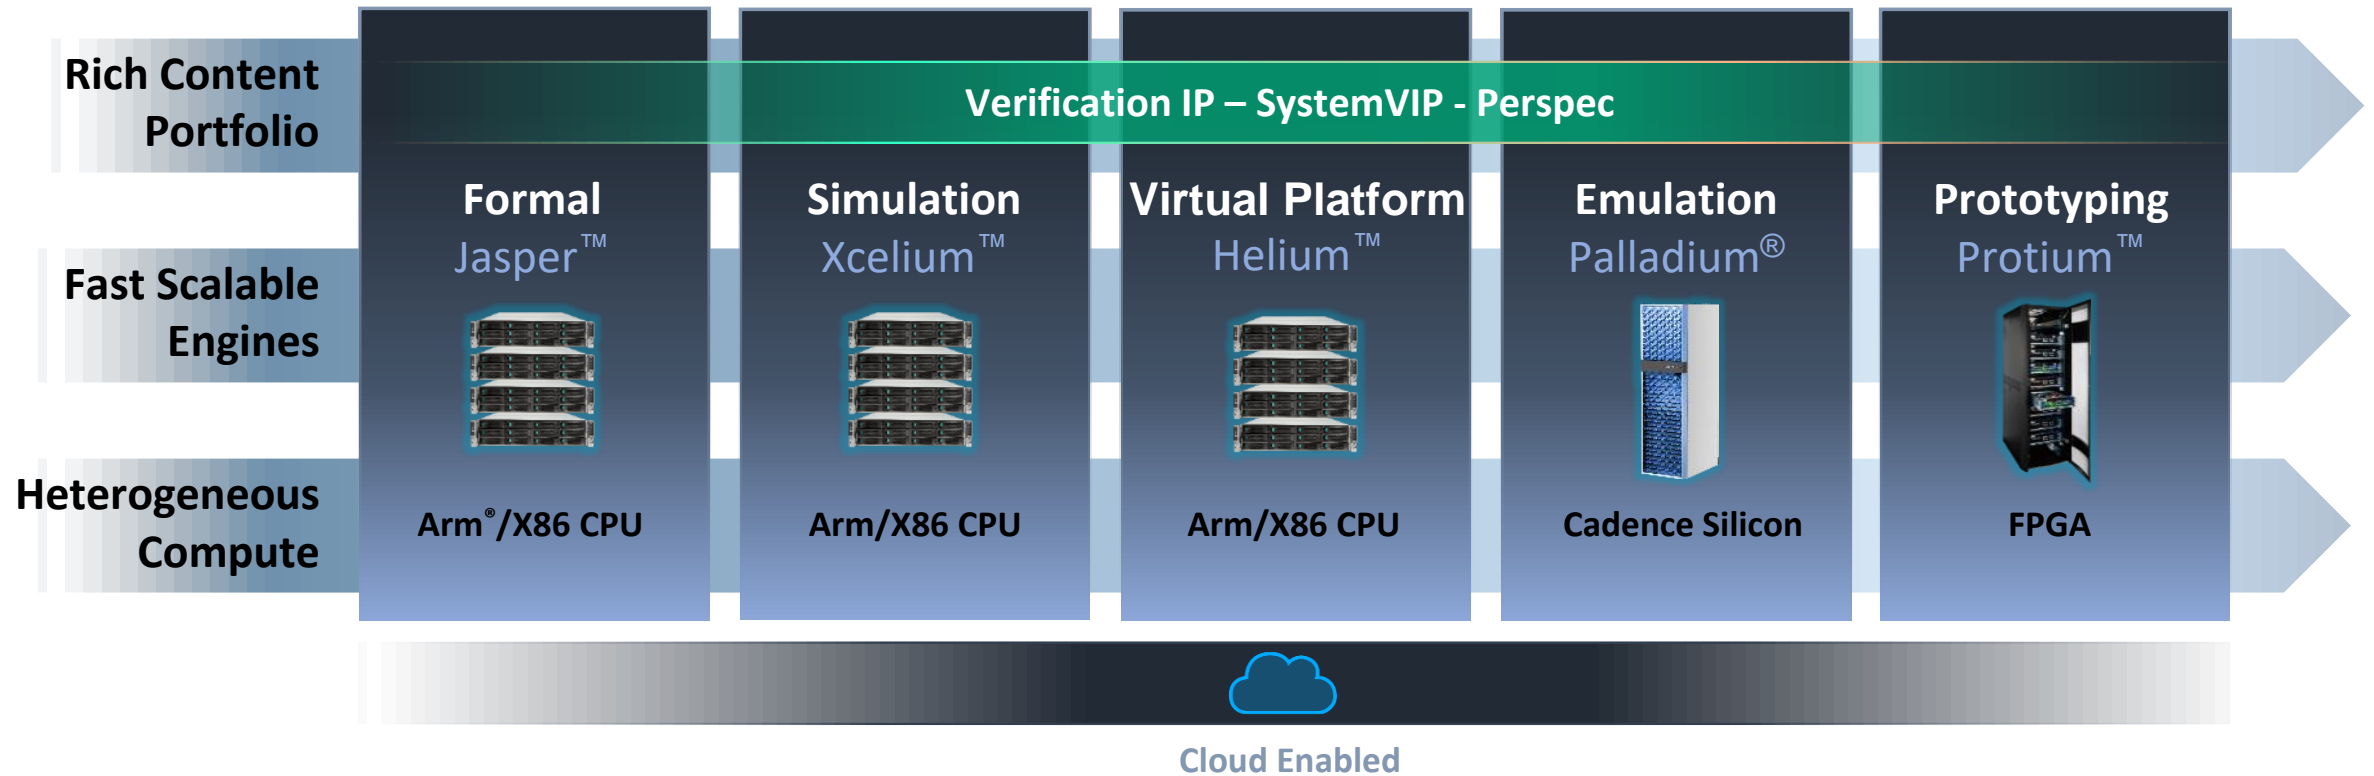 Rich Content
Portfolio
Verification IP – SystemVIP - Perspec
Formal
Jasper™
Simulation
Xcelium™
Virtual Platform
Helium™
Emulation
Palladium®
Prototyping
Protium™
Fast Scalable
Engines
Heterogeneous
Compute
Arm®/X86 CPU
Arm/X86 CPU
Arm/X86 CPU
Cadence Silicon
FPGA
Cloud Enabled